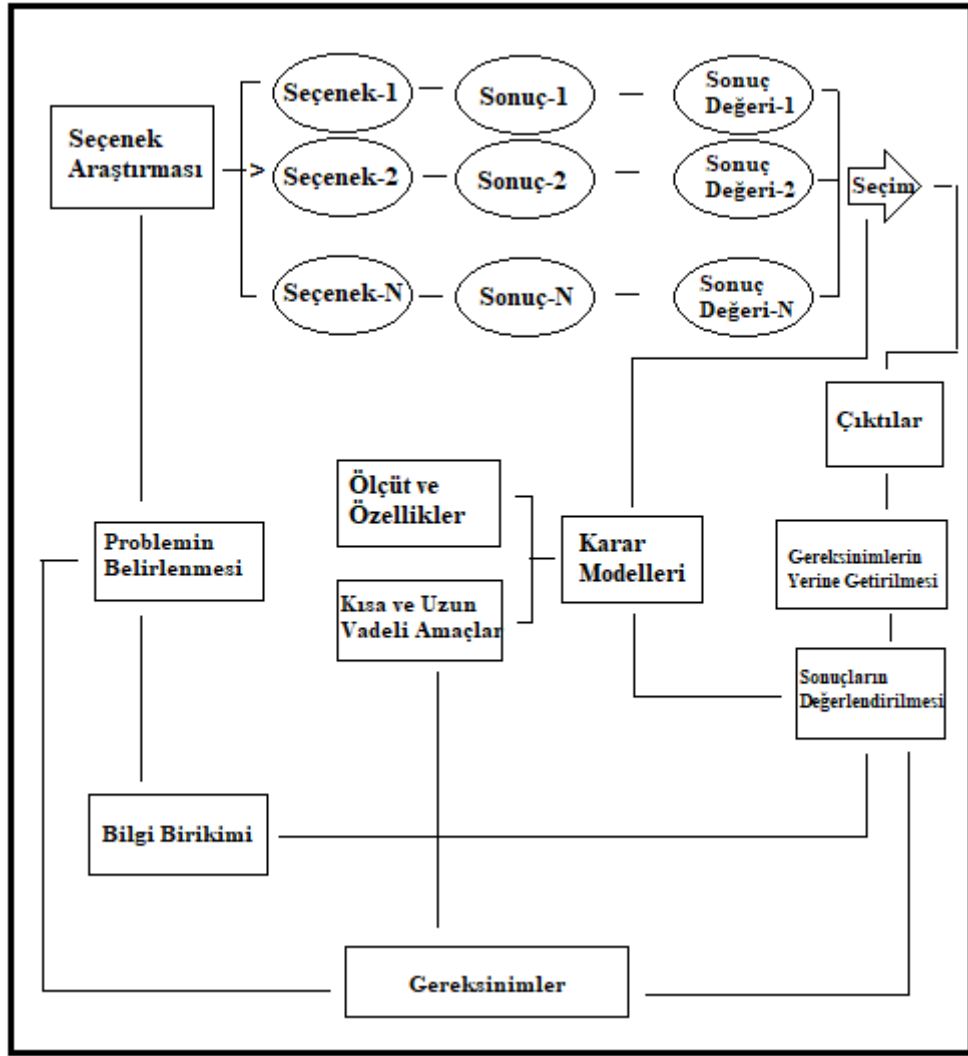 Seçenek
Araştırması
Seçenek-1
Sonuç-1
Sonuç
Değeri-1
Seçenek-2
Sonuç-2
Sonuç
Değeri-2
Seçim
Seçenek-N
Sonuç-N
Sonuç
Değeri-N
Çıktılar
Ölçüt ve
Özellikler
Problemin
Belirlenmesi
Karar
Modelleri
Gereksinimlerin
Yerine Getirilmesi
Kısa ve Uzun
Vadeli Amaçlar
Sonuçların
Değerlendirilmesi
Bilgi Birikimi
Gereksinimler